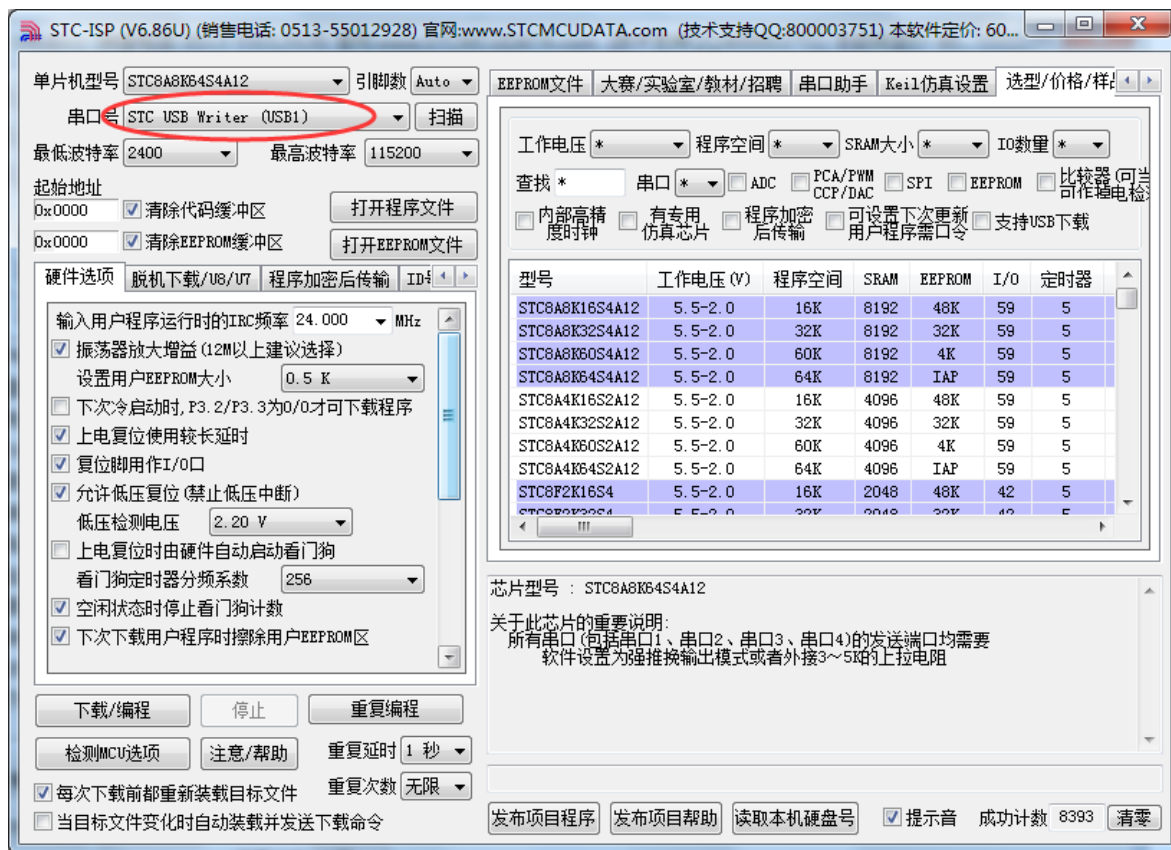 STC-ISP (V6.86U) (销售电话: 0513-55012928) 官网:www.STCMCUDATA.com (技术支持QQ:800003751) 本软件定价: 60...
单片机型号 STC8A8K64S4A12 引脚数 Auto
串口号 STC USB Writer (USB1) 扫描
最低波特率 2400 最高波特率 115200
起始地址
0x0000 清除代码缓冲区 打开程序文件
0x0000 清除EEPROM缓冲区 打开EEPROM文件
硬件选项 脱机下载/U8/U7 程序加密后传输
输入用户程序运行时的IRC频率 24.000 MHz
振荡器放大增益(12M以上建议选择)
设置用户EEPROM大小 0.5 K
下次冷启动时,P3.2/P3.3为0/0才可下载程序
上电复位使用较长延时
复位脚用作I/O口
允许低压复位(禁止低压中断)
低压检测电压 2.20 V
上电复位时由硬件自动启动看门狗
看门狗定时器分频系数 256
空闲状态时停止看门狗计数
下次下载用户程序时擦除用户EEPROM区
下载/编程 停止 重复编程
检测MCU选项 注意/帮助 重复延时 1 秒
每次下载前都重新装载目标文件 重复次数 无限
当目标文件变化时自动装载并发送下载命令
EEPROM文件 大赛/实验室/教材/招聘 串口助手 Keil仿真设置 选型/价格/样
工作电压 * 程序空间 * SRAM大小 * IO数量 *
查找 * 串口 * ADC PCA/PWM CCP/DAC SPI EEPROM 比较器(可当 可作掉电检
内部高精度时钟 有专用仿真芯片 程序加密后传输 可设置下次更新用户程序需口令 支持USB下载
型号 工作电压(V) 程序空间 SRAM EEPROM I/O 定时器
STC8A8K16S4A12 5.5-2.0 16K 8192 48K 59 5
STC8A8K32S4A12 5.5-2.0 32K 8192 32K 59 5
STC8A8K60S4A12 5.5-2.0 60K 8192 4K 59 5
STC8A8K64S4A12 5.5-2.0 64K 8192 IAP 59 5
STC8A4K16S2A12 5.5-2.0 16K 4096 48K 59 5
STC8A4K32S2A12 5.5-2.0 32K 4096 32K 59 5
STC8A4K60S2A12 5.5-2.0 60K 4096 4K 59 5
STC8A4K64S2A12 5.5-2.0 64K 4096 IAP 59 5
STC8F2K16S4 5.5-2.0 16K 2048 48K 42 5
STC8F2K32S4 5.5-2.0 32K 2048 32K 42 5
芯片型号 : STC8A8K64S4A12
关于此芯片的重要说明:
所有串口(包括串口1、串口2、串口3、串口4)的发送端口均需要
软件设置为强推挽输出模式或者外接3~5K的上拉电阻
发布项目程序 发布项目帮助 读取本机硬盘号 提示音 成功计数 8393 清零